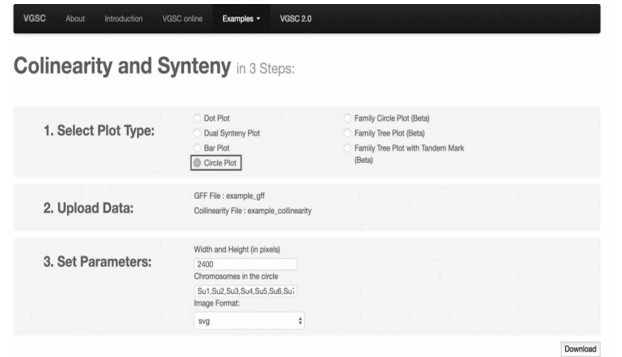 VGSC About Introduction VGSC online Examples VGSC 2.0
Colinearity and Synteny in 3 Steps:
1. Select Plot Type:
Dot Plot
Dual Synteny Plot
Bar Plot
Circle Plot
Family Circle Plot (Beta)
Family Tree Plot (Beta)
Family Tree Plot with Tandem Mark
(Beta)
2. Upload Data:
GFF File : example_gff
Collinearity File : example_collinearity
3. Set Parameters:
Width and Height (in pixels)
2400
Chromosomes in the circle
Su1,Su2,Su3,Su4,Su5,Su6,Su7
Image Format:
svg
Download